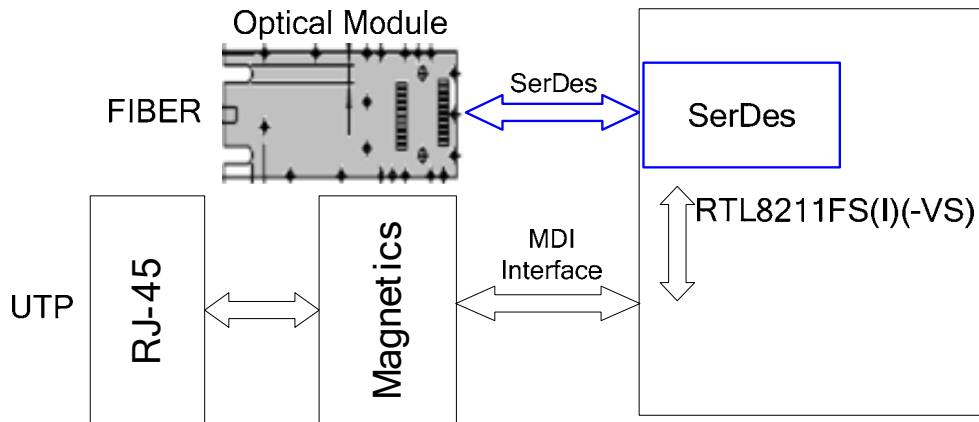 Optical Module
FIBER
SerDes
SerDes
RTL8211FS(I)(-VS)
UTP
RJ-45
Magnetics
MDI
Interface